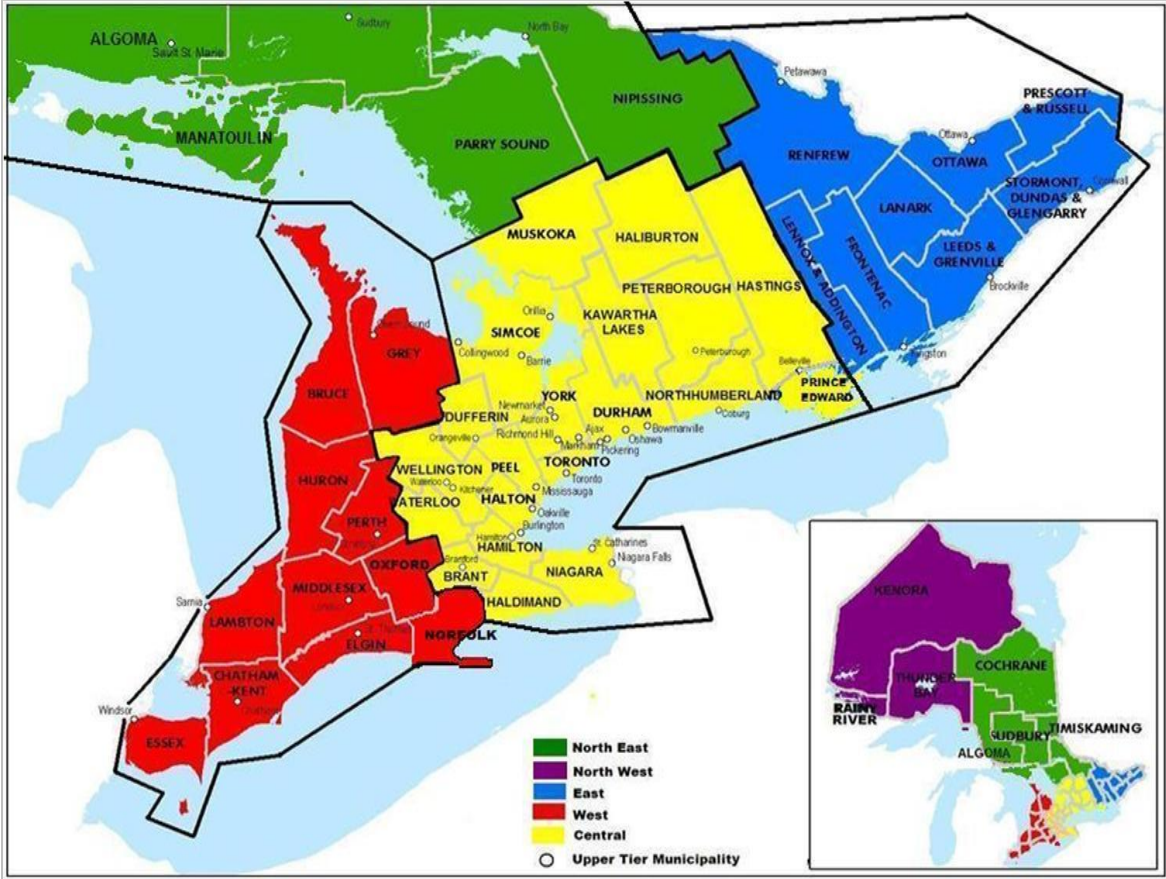 ALGOMA
Sault St. Marie
Sudbury
North Bay
MANATOULIN
PARRY SOUND
NIPISSING
Petawawa
PRESCOTT
& RUSSELL
Ottawa
OTTAWA
RENFREW
STORMONT,
DUNDAS &
GLENGARRY
Cornwall
LANARK
LEEDS &
GRENVILLE
Brockville
LENNOX & ADDINGTON
FRONTENAC
Kingston
MUSKOKA
HALIBURTON
PETERBOROUGH
HASTINGS
KAWARTHA
LAKES
Orillia
SIMCOE
Collingwood
Barrie
Peterborough
Belleville
PRINCE
EDWARD
NORTHHUMBERLAND
Coburg
GREY
BRUCE
DUFFERIN
YORK
Newmarket
Aurora
DURHAM
Orangeville
Richmond Hill
Markham
Ajax
Pickering
Oshawa
Bowmanville
TORONTO
Toronto
WELLINGTON
PEEL
Waterloo
Kitchener
WATERLOO
HALTON
Mississauga
Oakville
Burlington
Hamilton
HAMILTON
St. Catharines
Niagara Falls
NIAGARA
Brantford
BRANT
HALDIMAND
HURON
PERTH
OXFORD
MIDDLESEX
London
Sarnia
LAMBTON
St. Thomas
ELGIN
NORFOLK
CHATHAM
-KENT
Windsor
ESSEX
North East
North West
East
West
Central
Upper Tier Municipality
KENORA
THUNDER
BAY
RAINY
RIVER
COCHRANE
SUDBURY
TIMISKAMING
ALGOMA